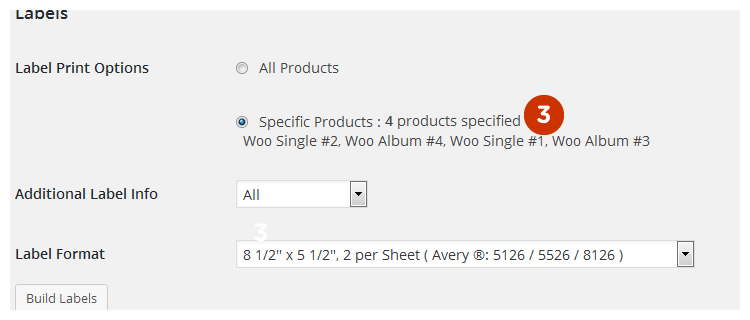 Labels
Label Print Options
All Products
Specific Products : 4 products specified
3
Woo Single #2, Woo Album #4, Woo Single #1, Woo Album #3
Additional Label Info
All
3
Label Format
8 1/2" x 5 1/2", 2 per Sheet ( Avery ®: 5126 / 5526 / 8126 )
Build Labels